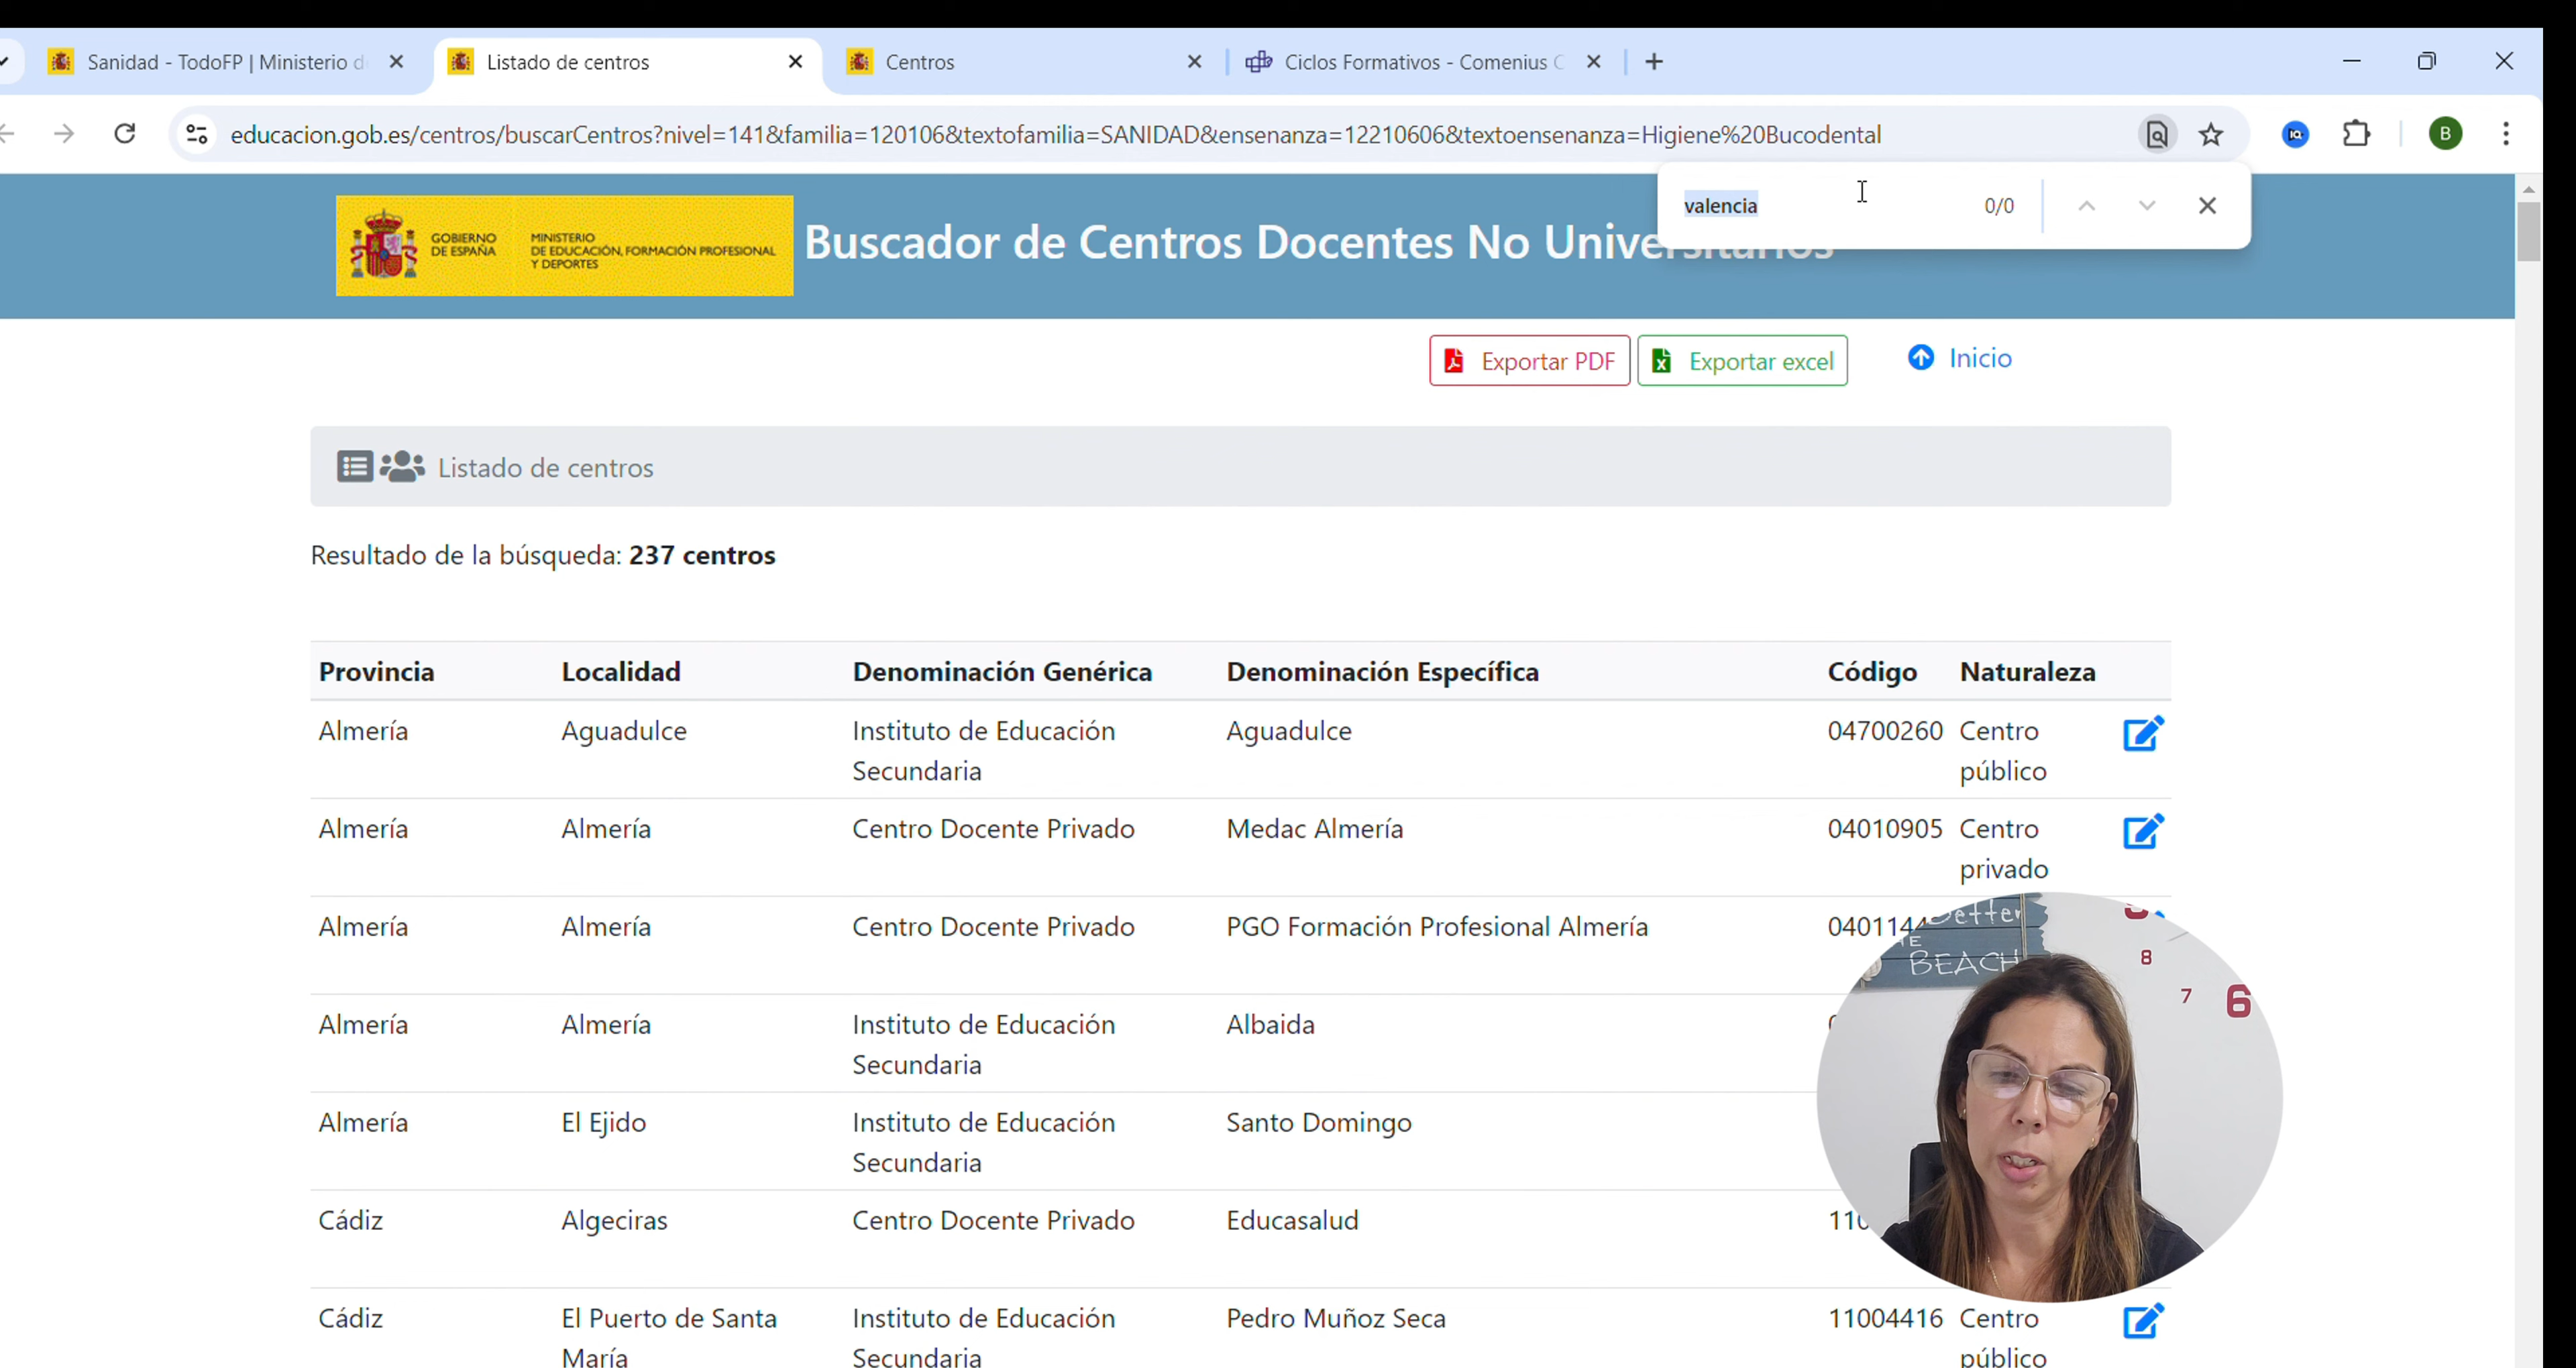 Sanidad - TodoFP | Ministerio d
Listado de centros
Centros
Ciclos Formativos - Comenius C
educacion.gob.es/centros/buscarCentros?nivel=141&familia=120106&textofamilia=SANIDAD&ensenanza=12210606&textoensenanza=Higiene%20Bucodental
B
valencia 0/0
GOBIERNO DE ESPAÑA
MINISTERIO DE EDUCACIÓN, FORMACIÓN PROFESIONAL Y DEPORTES
Buscador de Centros Docentes No Universitarios
Exportar PDF Exportar excel Inicio
Listado de centros
Resultado de la búsqueda: 237 centros
Provincia Localidad Denominación Genérica Denominación Específica Código Naturaleza
Almería Aguadulce Instituto de Educación Secundaria Aguadulce 04700260 Centro público
Almería Almería Centro Docente Privado Medac Almería 04010905 Centro privado
Almería Almería Centro Docente Privado PGO Formación Profesional Almería 040114
Almería Almería Instituto de Educación Secundaria Albaida
Almería El Ejido Instituto de Educación Secundaria Santo Domingo
Cádiz Algeciras Centro Docente Privado Educasalud 110
Cádiz El Puerto de Santa María Instituto de Educación Secundaria Pedro Muñoz Seca 11004416 Centro público
BEACH
8
7
6